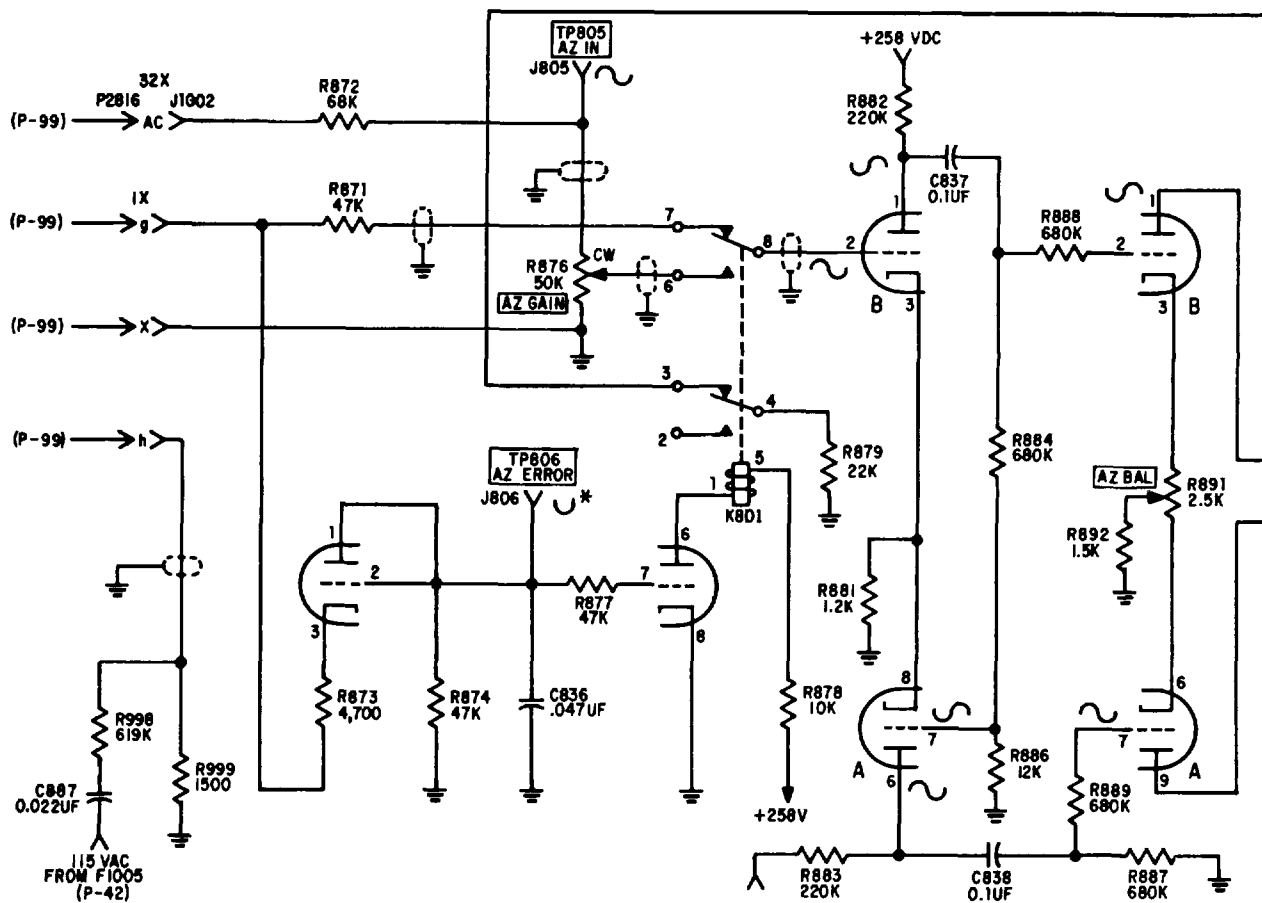 TP805
AZ IN
J805
+258 VDC
32X
P2816 J1002
(P-99) AC
R872
68K
R882
220K
C837
0.1UF
1X
(P-99) g
R871
47K
7
8
CW
R876
50K
AZ GAIN
6
1
2
3
B
R888
680K
1
2
3
B
(P-99) X
3
4
2
5
1
K8D1
R879
22K
(P-99) h
TP806
AZ ERROR
J806
*
R884
680K
AZ BAL
R891
2.5K
R892
1.5K
1
2
3
R877
47K
6
7
8
R881
1.2K
R873
4,700
R874
47K
C836
.047UF
R878
10K
+258V
8
7
A
6
R886
12K
6
7
A
9
R889
680K
R998
619K
C887
0.022UF
R999
1500
115 VAC
FROM F1005
(P-42)
R883
220K
C838
0.1UF
R887
680K